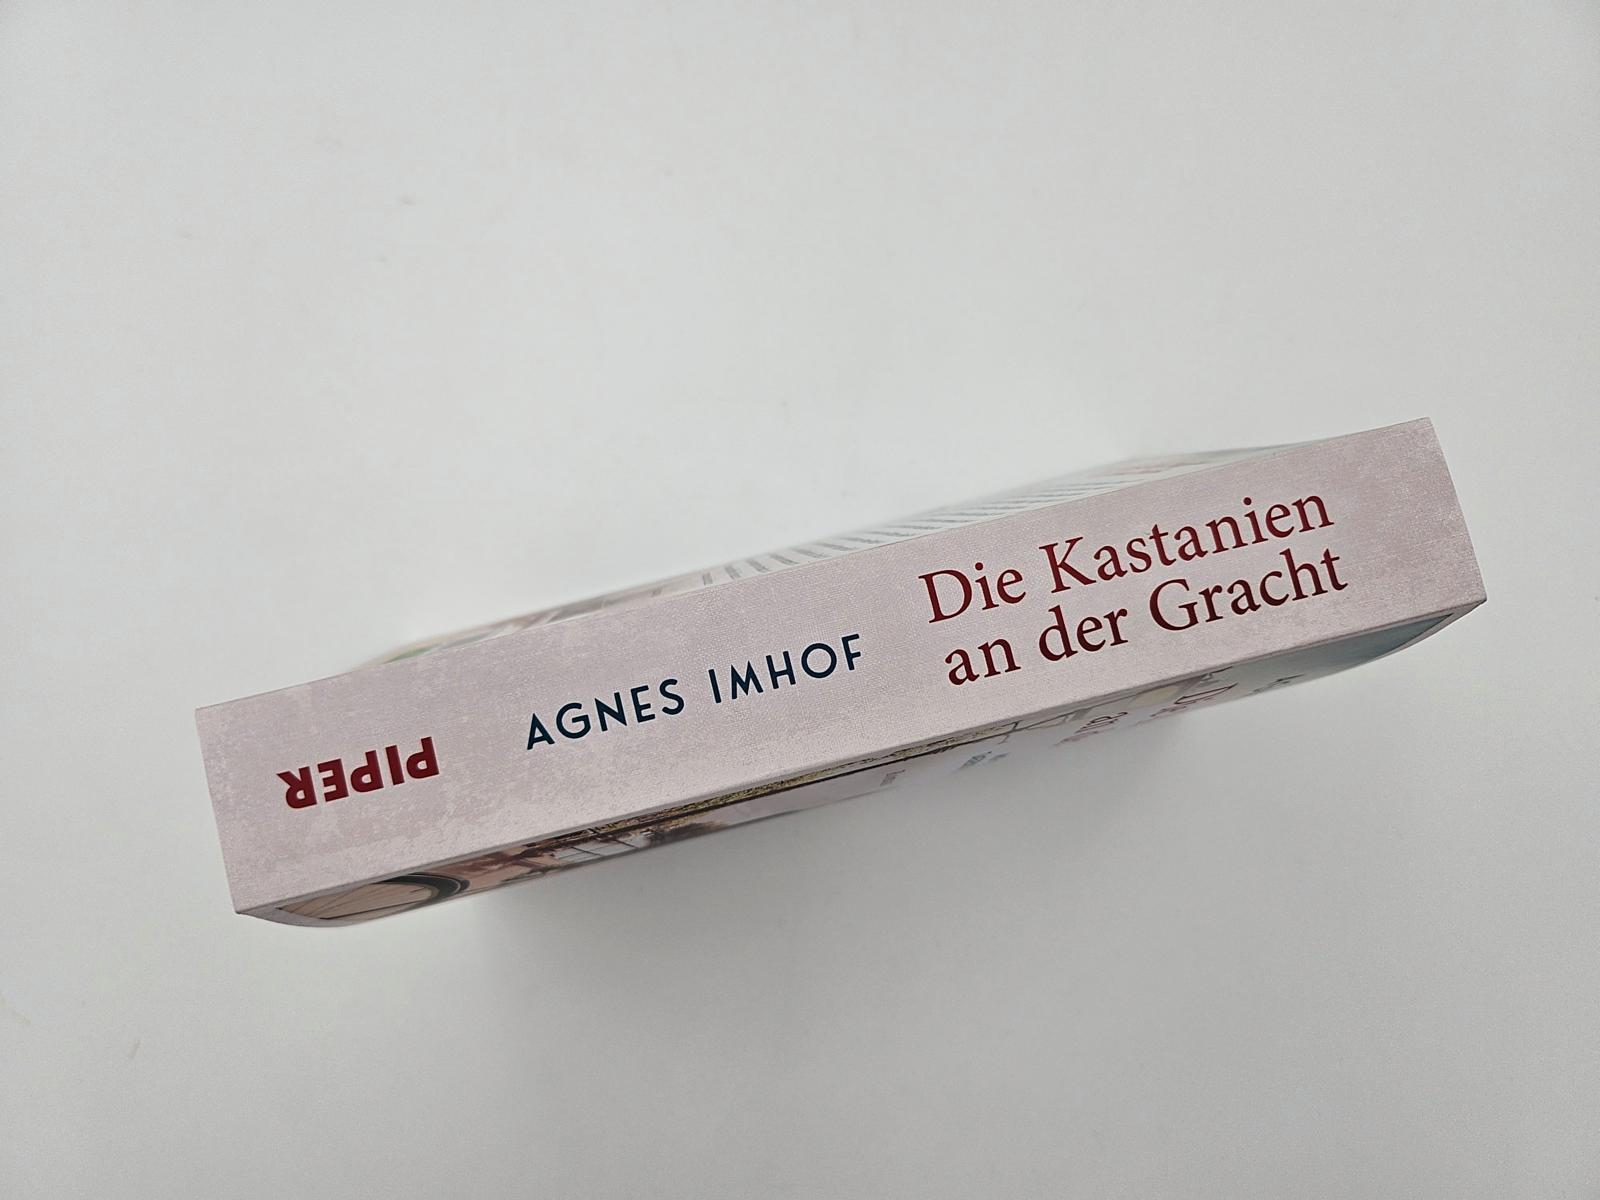 PIPER
AGNES IMHOF
Die Kastanien
an der Gracht